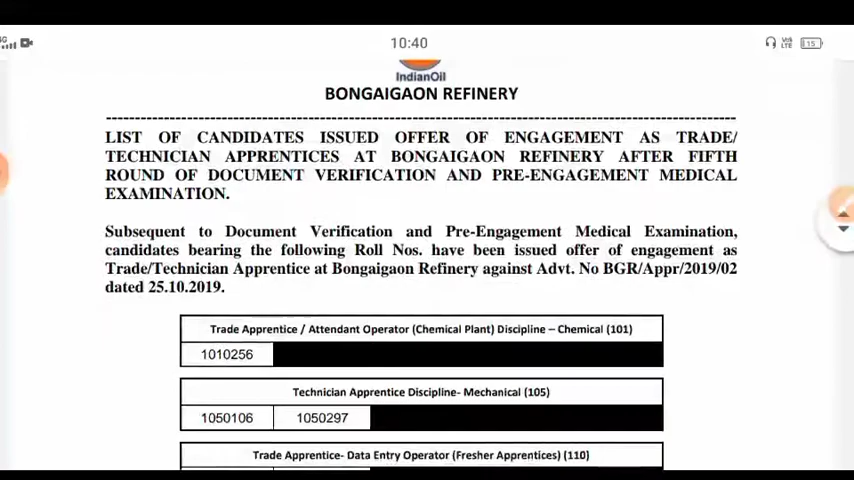 10:40
VoLTE
15
IndianOil
BONGAIGAON REFINERY
LIST OF CANDIDATES ISSUED OFFER OF ENGAGEMENT AS TRADE/
TECHNICIAN APPRENTICES AT BONGAIGAON REFINERY AFTER FIFTH
ROUND OF DOCUMENT VERIFICATION AND PRE-ENGAGEMENT MEDICAL
EXAMINATION.
Subsequent to Document Verification and Pre-Engagement Medical Examination,
candidates bearing the following Roll Nos. have been issued offer of engagement as
Trade/Technician Apprentice at Bongaigaon Refinery against Advt. No BGR/Appr/2019/02
dated 25.10.2019.
Trade Apprentice / Attendant Operator (Chemical Plant) Discipline – Chemical (101)
1010256
Technician Apprentice Discipline- Mechanical (105)
1050106 1050297
Trade Apprentice- Data Entry Operator (Fresher Apprentices) (110)